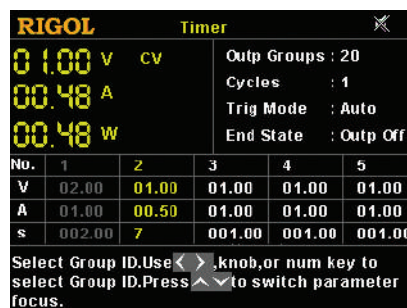 RIGOL Timer
01.00 V CV
00.48 A
00.48 W
Outp Groups : 20
Cycles : 1
Trig Mode : Auto
End State : Outp Off
No. 1 2 3 4 5
V 02.00 01.00 01.00 01.00 01.00
A 01.00 00.50 01.00 01.00 01.00
s 002.00 7 001.00 001.00 001.0
Select Group ID.Use < > ,knob,or num key to
select Group ID.Press to switch parameter
focus.